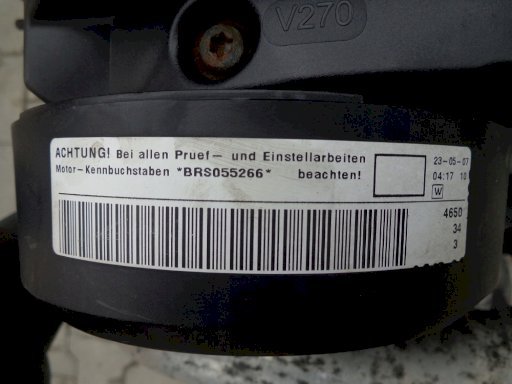 V270
ACHTUNG! Bei allen Pruef- und Einstellarbeiten
Motor-Kennbuchstaben *BRS055266* beachten!
23-05-07
04:17 10
W
4650
34
3